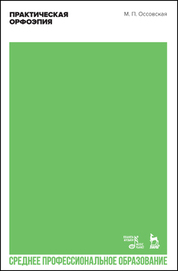 ПРАКТИЧЕСКАЯ
ОРФОЭПИЯ
М. П. Оссовская
СРЕДНЕЕ ПРОФЕССИОНАЛЬНОЕ ОБРАЗОВАНИЕ